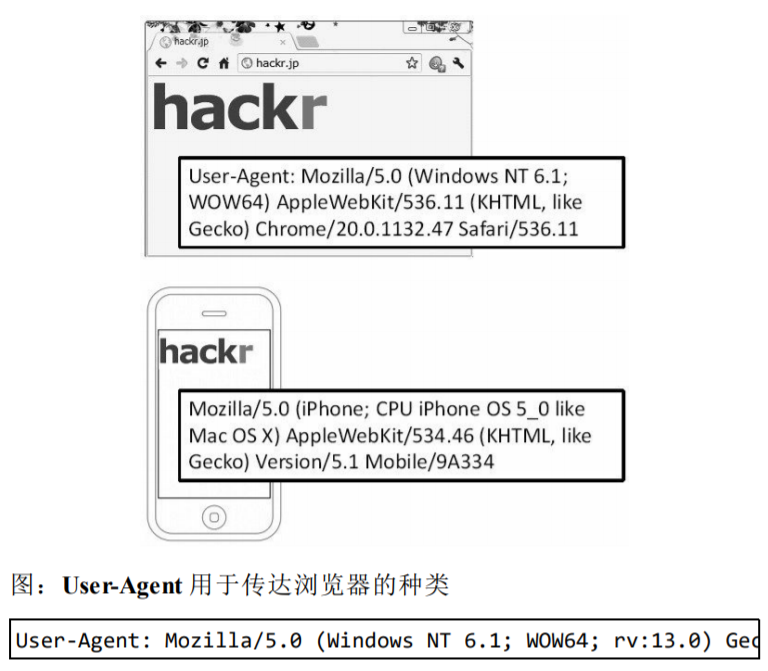 hackr.jp
hackr.jp
hackr
User-Agent: Mozilla/5.0 (Windows NT 6.1;
WOW64) AppleWebKit/536.11 (KHTML, like
Gecko) Chrome/20.0.1132.47 Safari/536.11
hackr
Mozilla/5.0 (iPhone; CPU iPhone OS 5_0 like
Mac OS X) AppleWebKit/534.46 (KHTML, like
Gecko) Version/5.1 Mobile/9A334
图：User-Agent 用于传达浏览器的种类
User-Agent: Mozilla/5.0 (Windows NT 6.1; WOW64; rv:13.0) Gec